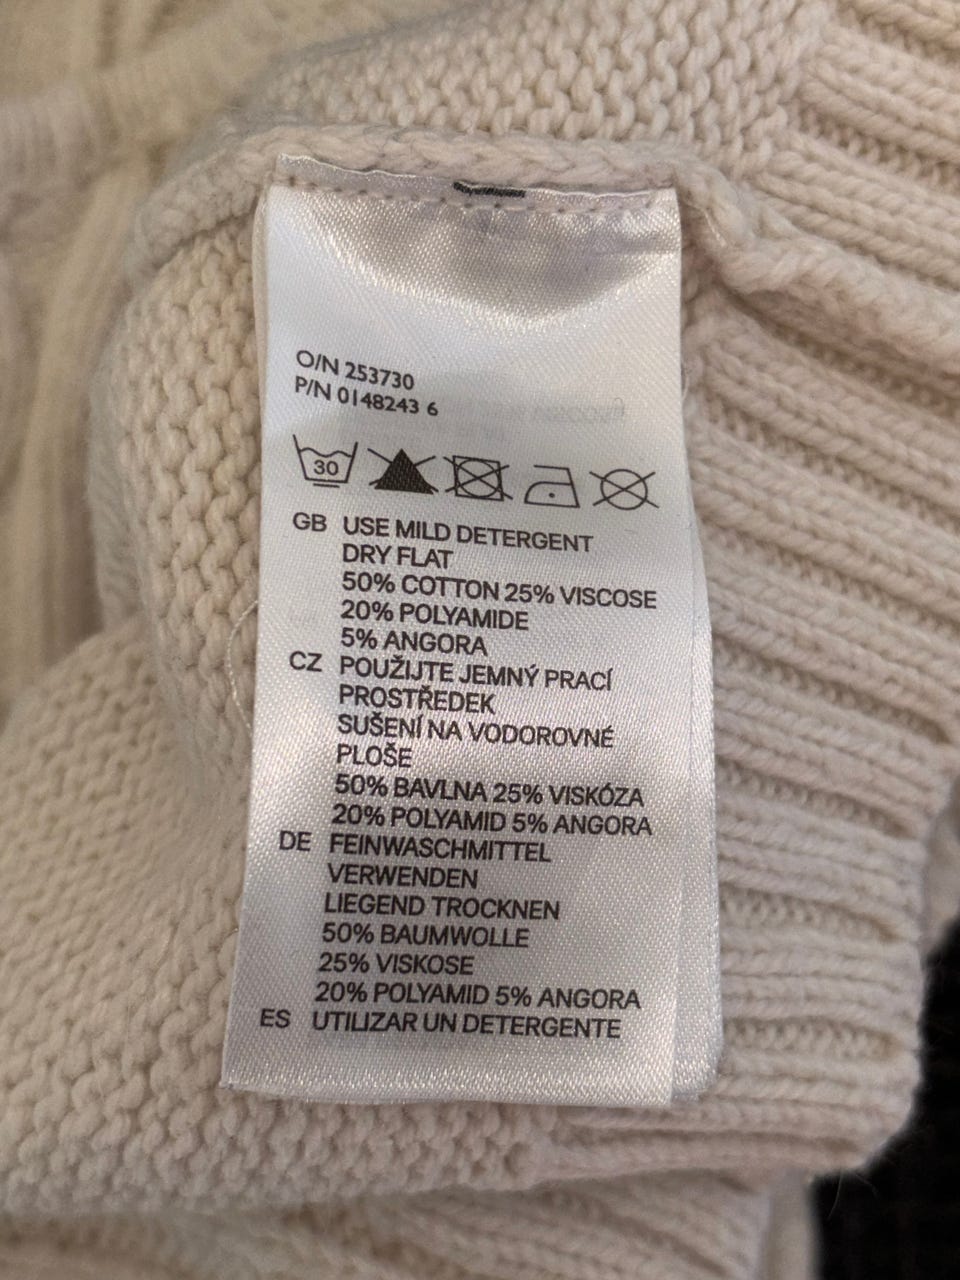 O/N 253730
P/N 0148243 6
30
GB USE MILD DETERGENT
DRY FLAT
50% COTTON 25% VISCOSE
20% POLYAMIDE
5% ANGORA
CZ POUŽIJTE JEMNÝ PRACÍ
PROSTŘEDEK
SUŠENÍ NA VODOROVNÉ
PLOŠE
50% BAVLNA 25% VISKÓZA
20% POLYAMID 5% ANGORA
DE FEINWASCHMITTEL
VERWENDEN
LIEGEND TROCKNEN
50% BAUMWOLLE
25% VISKOSE
20% POLYAMID 5% ANGORA
ES UTILIZAR UN DETERGENTE